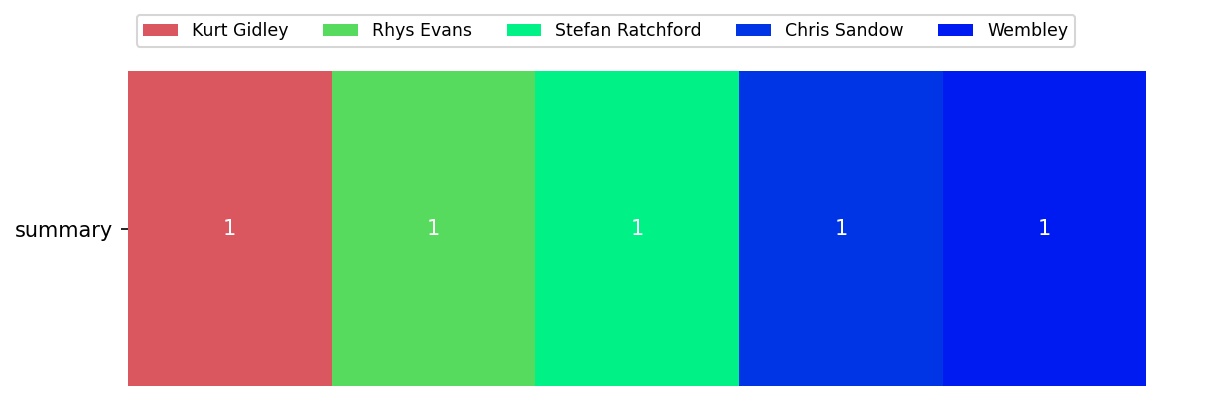 Kurt Gidley Rhys Evans Stefan Ratchford Chris Sandow Wembley
summary 1 1 1 1 1